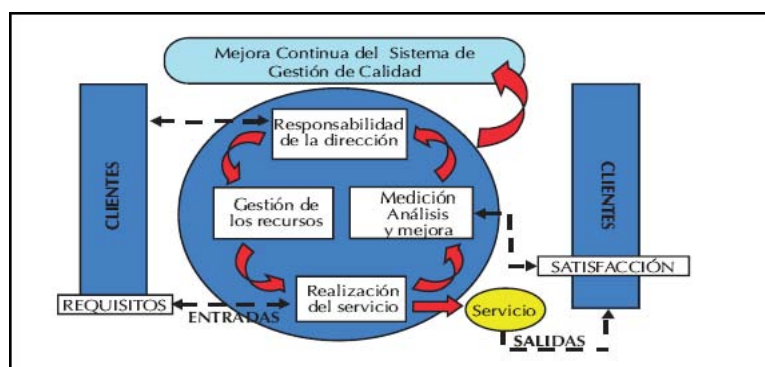 Mejora Continua del Sistema de
Gestión de Calidad
CLIENTES
Responsabilidad
de la dirección
CLIENTES
Gestión de
los recursos
Medición
Análisis
y mejora
SATISFACCIÓN
REQUISITOS
ENTRADAS
Realización
del servicio
Servicio
SALIDAS